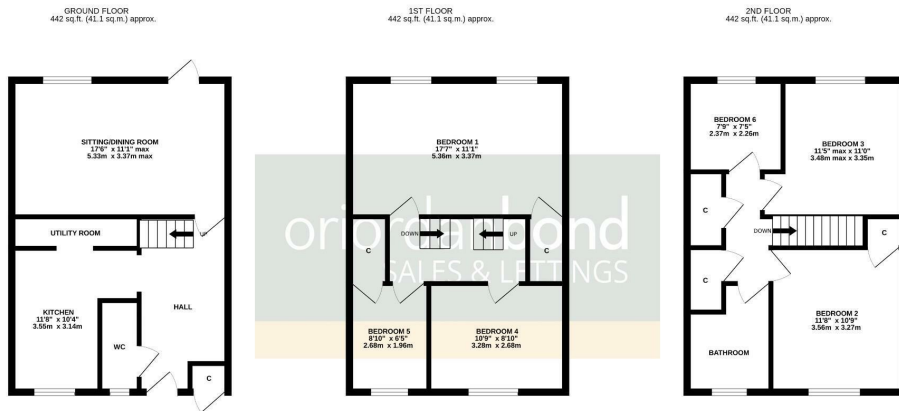 GROUND FLOOR
442 sq.ft. (41.1 sq.m.) approx.
SITTING/DINING ROOM
17'6" x 11'1" max
5.33m x 3.37m max
UTILITY ROOM
UP
KITCHEN
11'8" x 10'4"
3.55m x 3.14m
HALL
WC
C
1ST FLOOR
442 sq.ft. (41.1 sq.m.) approx.
BEDROOM 1
17'7" x 11'1"
5.36m x 3.37m
DOWN
UP
C
C
BEDROOM 5
8'10" x 6'5"
2.68m x 1.96m
BEDROOM 4
10'9" x 8'10"
3.28m x 2.68m
oriordanbond
SALES & LETTINGS
2ND FLOOR
442 sq.ft. (41.1 sq.m.) approx.
BEDROOM 6
7'9" x 7'5"
2.37m x 2.26m
BEDROOM 3
11'5" max x 11'0"
3.48m max x 3.35m
C
DOWN
C
C
BEDROOM 2
11'8" x 10'9"
3.56m x 3.27m
BATHROOM